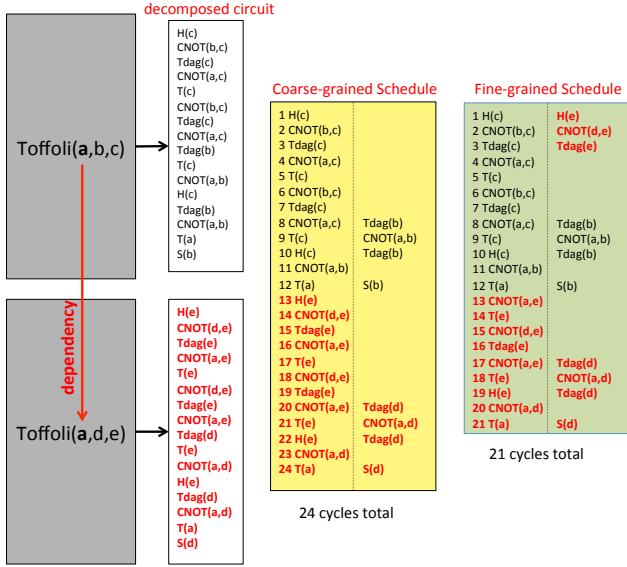 decomposed circuit
Toffoli(a,b,c)
H(c)
CNOT(b,c)
Tdag(c)
CNOT(a,c)
T(c)
CNOT(b,c)
Tdag(c)
CNOT(a,c)
Tdag(b)
T(c)
CNOT(a,b)
H(c)
Tdag(b)
CNOT(a,b)
T(a)
S(b)
dependency
Toffoli(a,d,e)
H(e)
CNOT(d,e)
Tdag(e)
CNOT(a,e)
T(e)
CNOT(d,e)
Tdag(e)
CNOT(a,e)
Tdag(d)
T(e)
CNOT(a,d)
H(e)
Tdag(d)
CNOT(a,d)
T(a)
S(d)
Coarse-grained Schedule
1 H(c)
2 CNOT(b,c)
3 Tdag(c)
4 CNOT(a,c)
5 T(c)
6 CNOT(b,c)
7 Tdag(c)
8 CNOT(a,c) Tdag(b)
9 T(c) CNOT(a,b)
10 H(c) Tdag(b)
11 CNOT(a,b)
12 T(a) S(b)
13 H(e)
14 CNOT(d,e)
15 Tdag(e)
16 CNOT(a,e)
17 T(e)
18 CNOT(d,e)
19 Tdag(e)
20 CNOT(a,e) Tdag(d)
21 T(e) CNOT(a,d)
22 H(e) Tdag(d)
23 CNOT(a,d)
24 T(a) S(d)
24 cycles total
Fine-grained Schedule
1 H(c) H(e)
2 CNOT(b,c) CNOT(d,e)
3 Tdag(c) Tdag(e)
4 CNOT(a,c)
5 T(c)
6 CNOT(b,c)
7 Tdag(c)
8 CNOT(a,c) Tdag(b)
9 T(c) CNOT(a,b)
10 H(c) Tdag(b)
11 CNOT(a,b)
12 T(a) S(b)
13 CNOT(a,e)
14 T(e)
15 CNOT(d,e)
16 Tdag(e)
17 CNOT(a,e) Tdag(d)
18 T(e) CNOT(a,d)
19 H(e) Tdag(d)
20 CNOT(a,d)
21 T(a) S(d)
21 cycles total